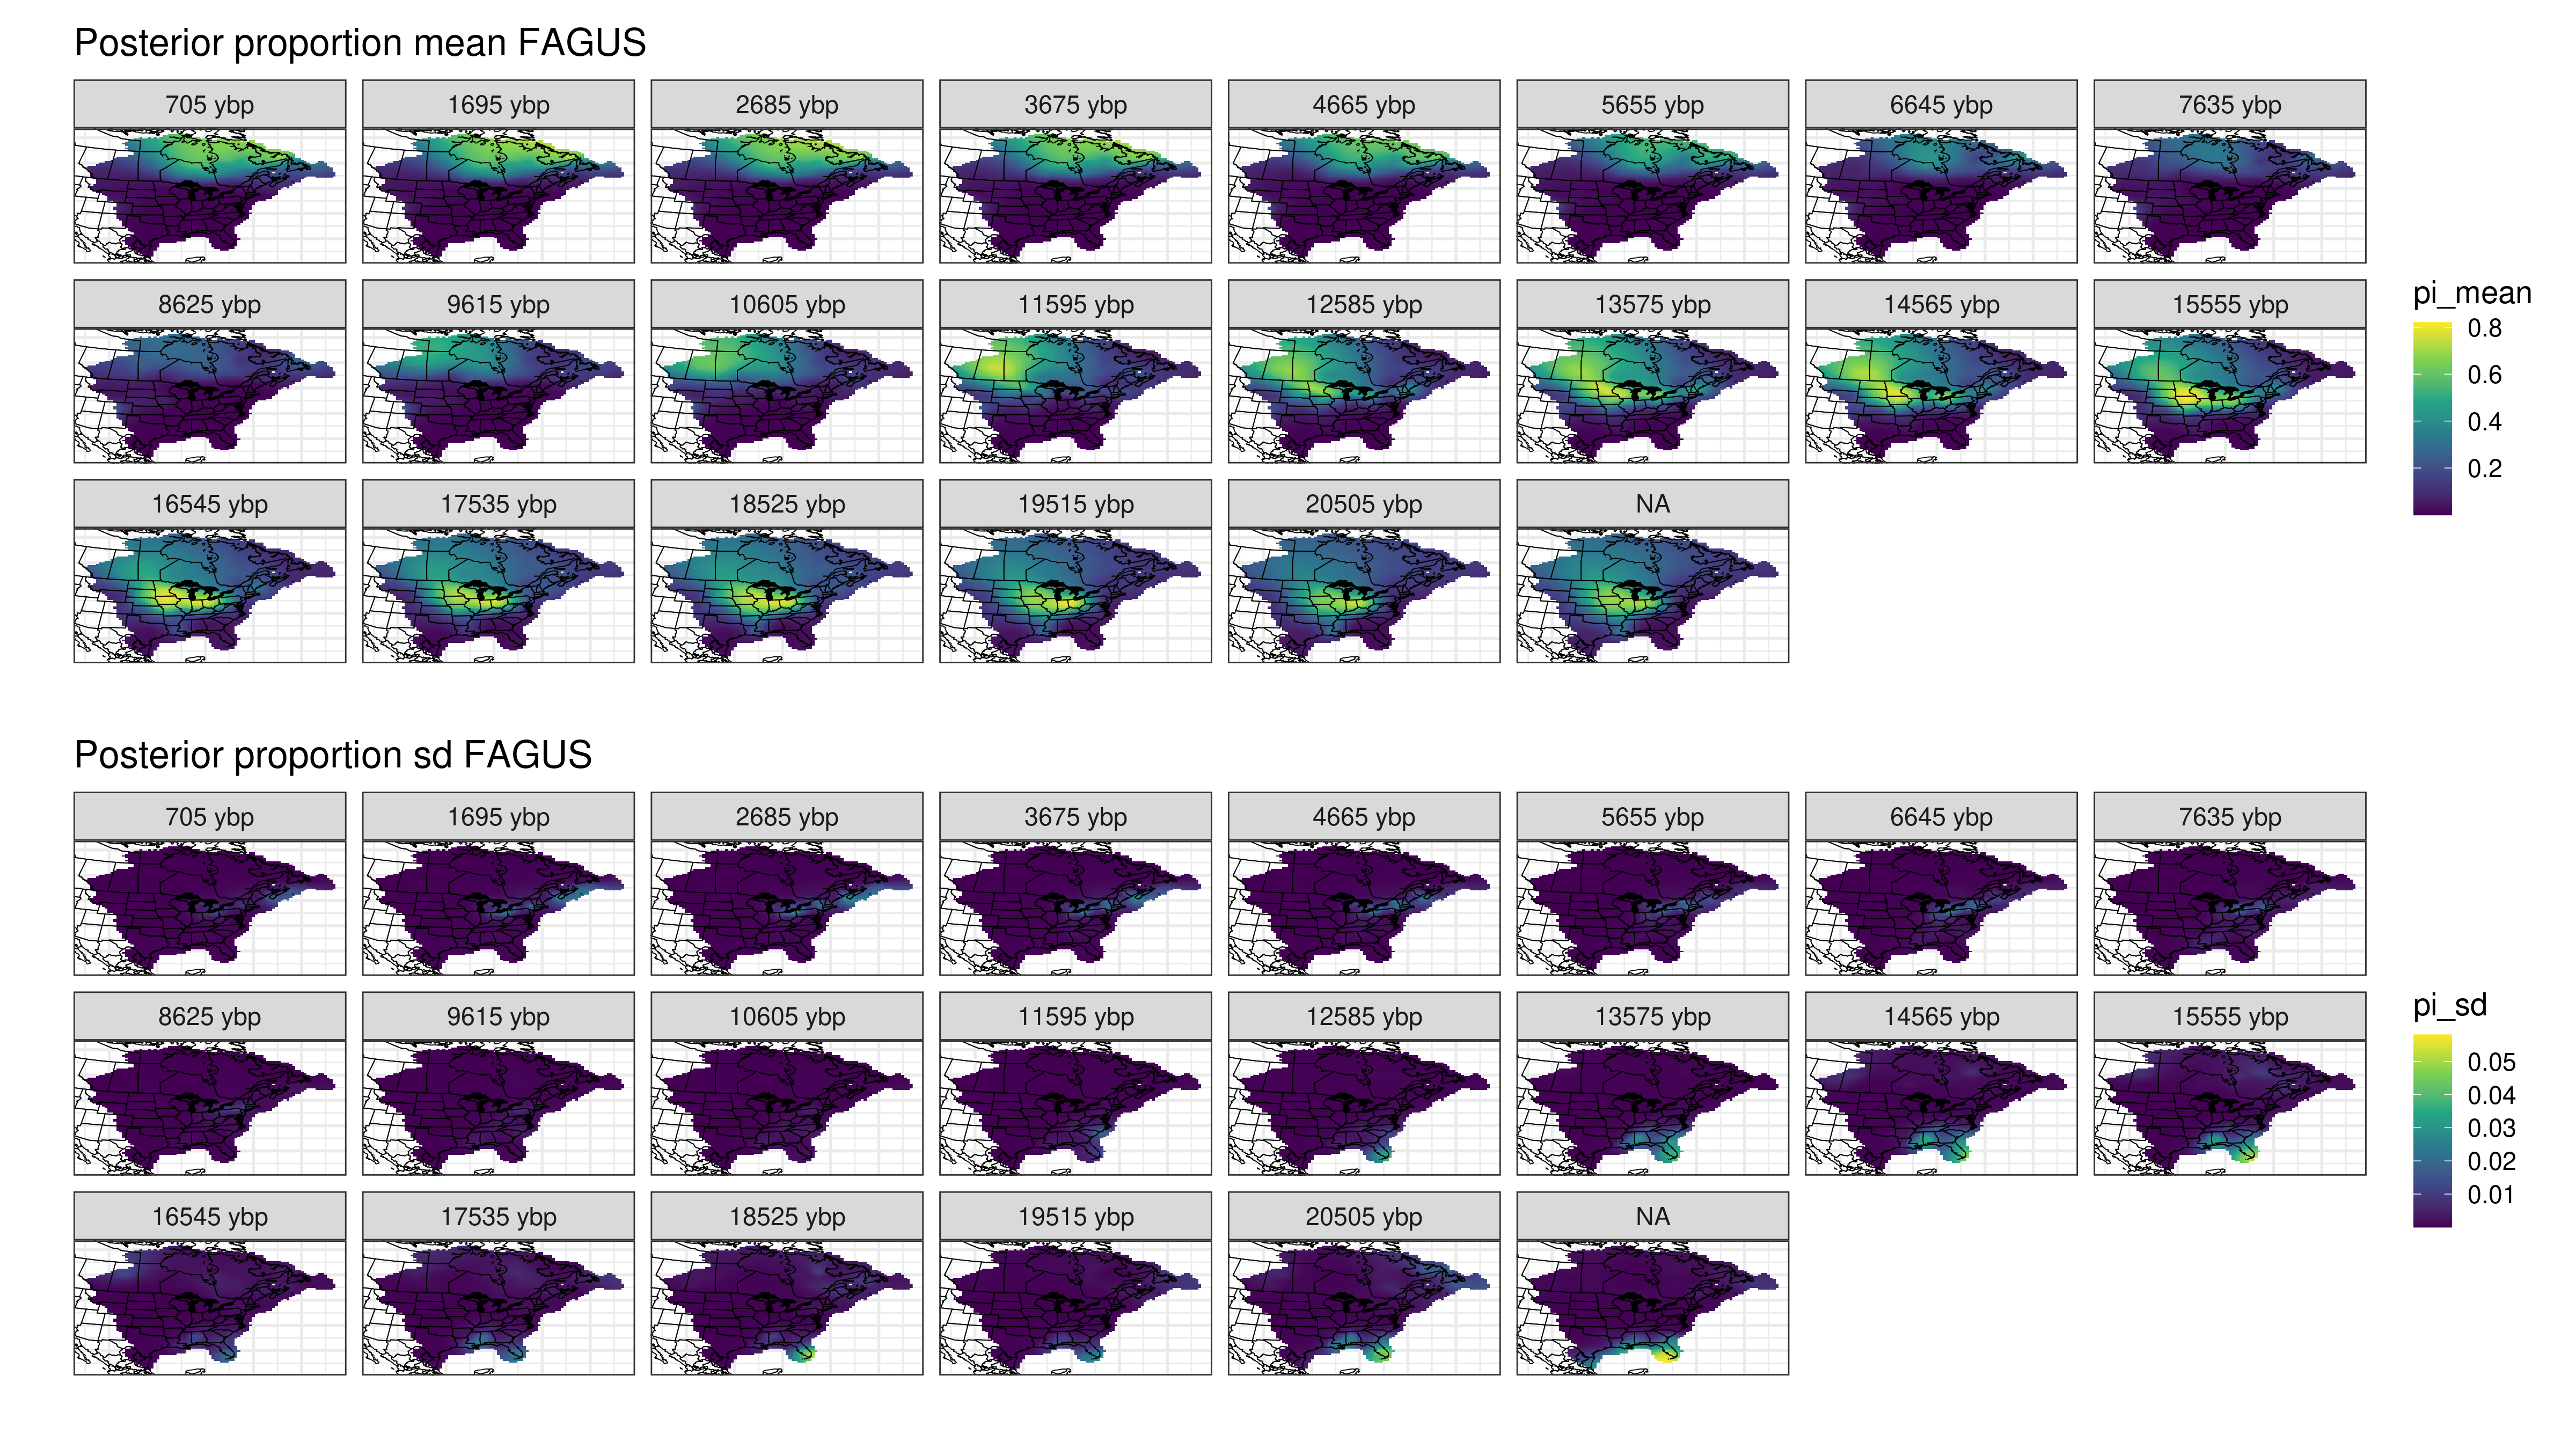 Posterior proportion mean FAGUS
705 ybp 1695 ybp 2685 ybp 3675 ybp 4665 ybp 5655 ybp 6645 ybp 7635 ybp
8625 ybp 9615 ybp 10605 ybp 11595 ybp 12585 ybp 13575 ybp 14565 ybp 15555 ybp
16545 ybp 17535 ybp 18525 ybp 19515 ybp 20505 ybp NA
pi_mean
0.8
0.6
0.4
0.2
Posterior proportion sd FAGUS
705 ybp 1695 ybp 2685 ybp 3675 ybp 4665 ybp 5655 ybp 6645 ybp 7635 ybp
8625 ybp 9615 ybp 10605 ybp 11595 ybp 12585 ybp 13575 ybp 14565 ybp 15555 ybp
16545 ybp 17535 ybp 18525 ybp 19515 ybp 20505 ybp NA
pi_sd
0.05
0.04
0.03
0.02
0.01